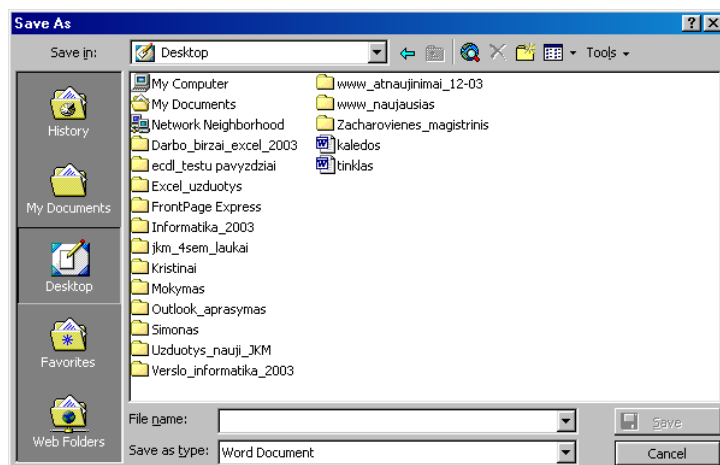 Save As
Save in:
Desktop
Tools
History
My Documents
Desktop
Favorites
Web Folders
My Computer
My Documents
Network Neighborhood
Darbo_birzai_excel_2003
ecdl_testu pavyzdziai
Excel_uzduotys
FrontPage Express
Informatika_2003
jkm_4sem_laukai
Kristinai
Mokymas
Outlook_aprasymas
Simonas
Uzduotys_nauji_JKM
Verslo_informatika_2003
www_atnaujinimai_12-03
www_naujausias
Zacharovienes_magistrinis
kaledos
tinklas
File name:
Save
Save as type:
Word Document
Cancel